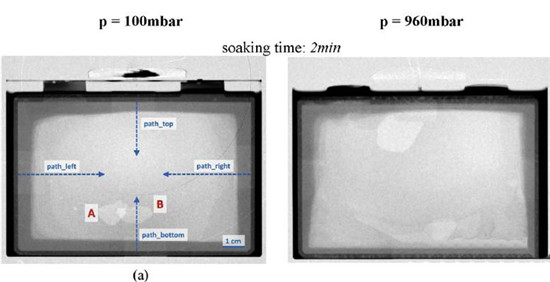 p = 100mbar
p = 960mbar
soaking time: 2min
path_top
path_left
path_right
A
B
path_bottom
1 cm
(a)